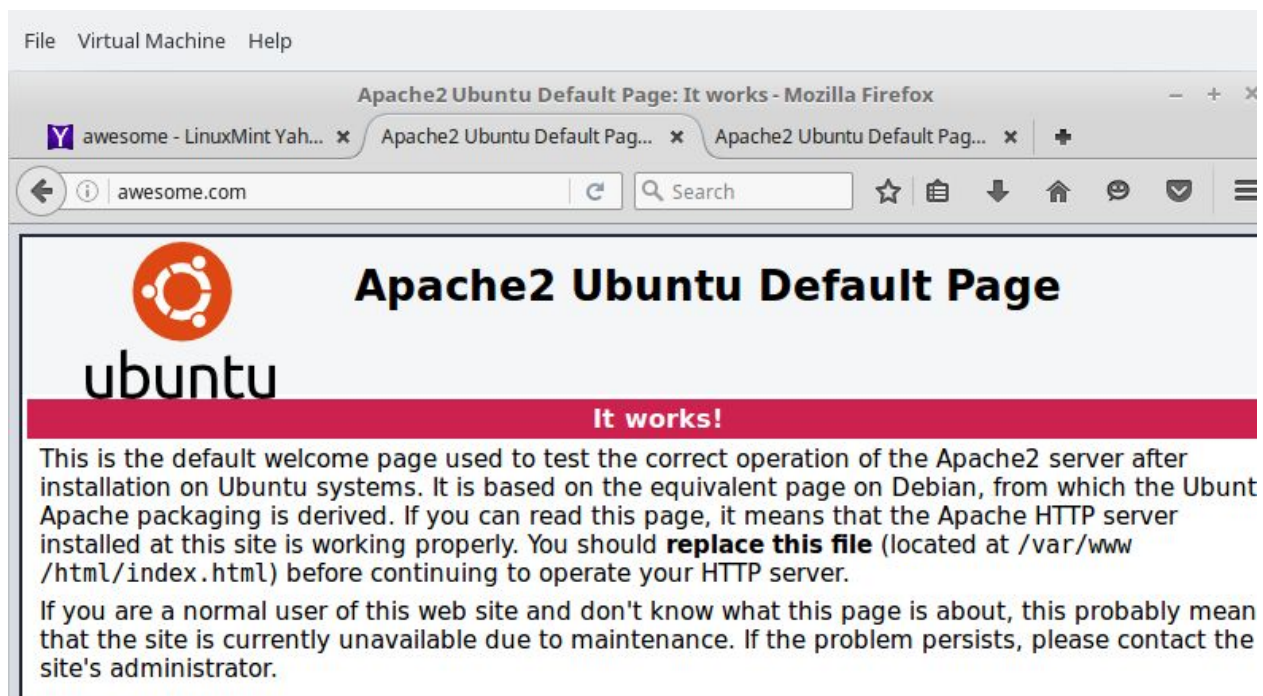 File Virtual Machine Help
Apache2 Ubuntu Default Page: It works - Mozilla Firefox
awesome - LinuxMint Yah...
Apache2 Ubuntu Default Pag...
Apache2 Ubuntu Default Pag...
awesome.com
Search
ubuntu
Apache2 Ubuntu Default Page
It works!
This is the default welcome page used to test the correct operation of the Apache2 server after
installation on Ubuntu systems. It is based on the equivalent page on Debian, from which the Ubunt
Apache packaging is derived. If you can read this page, it means that the Apache HTTP server
installed at this site is working properly. You should replace this file (located at /var/www
/html/index.html) before continuing to operate your HTTP server.
If you are a normal user of this web site and don't know what this page is about, this probably mean
that the site is currently unavailable due to maintenance. If the problem persists, please contact the
site's administrator.